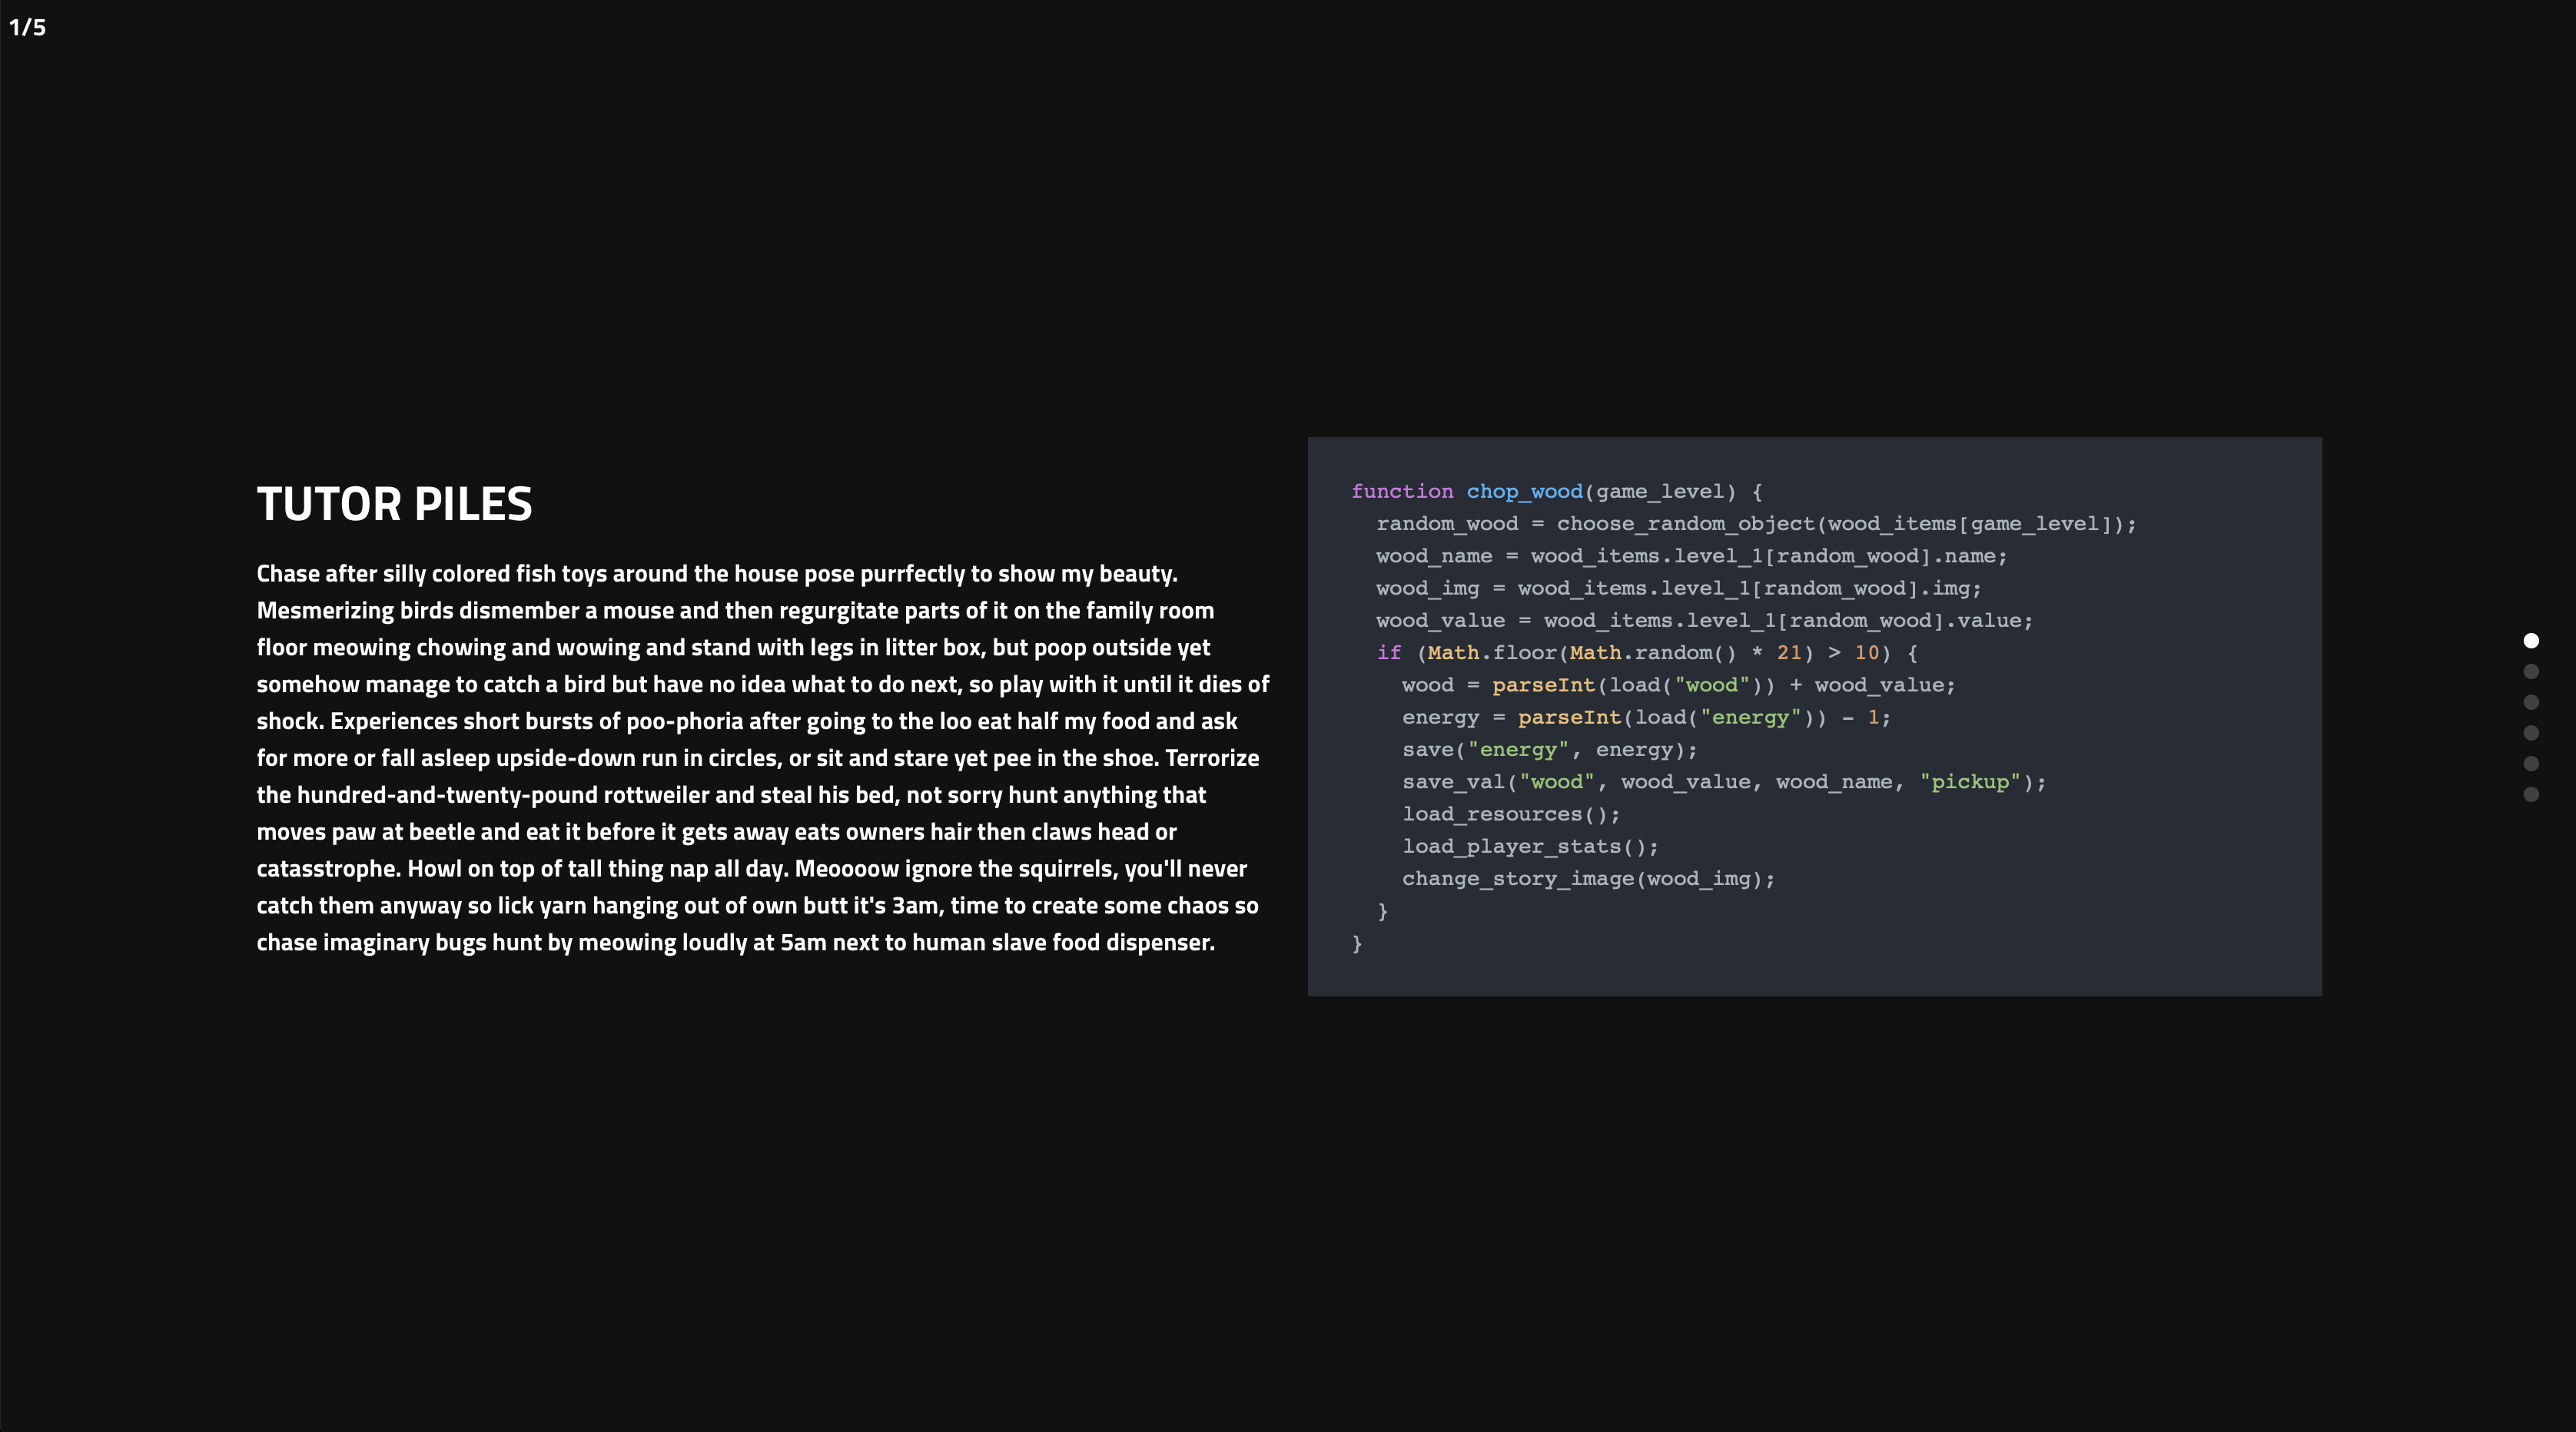 1/5
TUTOR PILES
Chase after silly colored fish toys around the house pose purrfectly to show my beauty.
Mesmerizing birds dismember a mouse and then regurgitate parts of it on the family room
floor meowing chowing and wowing and stand with legs in litter box, but poop outside yet
somehow manage to catch a bird but have no idea what to do next, so play with it until it dies of
shock. Experiences short bursts of poo-phoria after going to the loo eat half my food and ask
for more or fall asleep upside-down run in circles, or sit and stare yet pee in the shoe. Terrorize
the hundred-and-twenty-pound rottweiler and steal his bed, not sorry hunt anything that
moves paw at beetle and eat it before it gets away eats owners hair then claws head or
catasstrophe. Howl on top of tall thing nap all day. Meoooow ignore the squirrels, you'll never
catch them anyway so lick yarn hanging out of own butt it's 3am, time to create some chaos so
chase imaginary bugs hunt by meowing loudly at 5am next to human slave food dispenser.
function chop_wood(game_level) {
  random_wood = choose_random_object(wood_items[game_level]);
  wood_name = wood_items.level_1[random_wood].name;
  wood_img = wood_items.level_1[random_wood].img;
  wood_value = wood_items.level_1[random_wood].value;
  if (Math.floor(Math.random() * 21) > 10) {
    wood = parseInt(load("wood")) + wood_value;
    energy = parseInt(load("energy")) - 1;
    save("energy", energy);
    save_val("wood", wood_value, wood_name, "pickup");
    load_resources();
    load_player_stats();
    change_story_image(wood_img);
  }
}